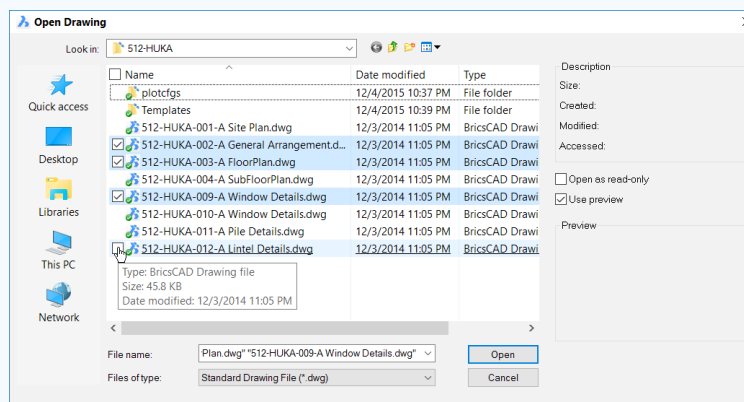 Open Drawing
Look in: 512-HUKA
Name Date modified Type
plotcfgs 12/4/2015 10:37 PM File folder
Templates 12/4/2015 10:39 PM File folder
512-HUKA-001-A Site Plan.dwg 12/3/2014 11:05 PM BricsCAD Drawi
512-HUKA-002-A General Arrangement.d... 12/3/2014 11:05 PM BricsCAD Drawi
512-HUKA-003-A FloorPlan.dwg 12/3/2014 11:05 PM BricsCAD Drawi
512-HUKA-004-A SubFloorPlan.dwg 12/3/2014 11:05 PM BricsCAD Drawi
512-HUKA-009-A Window Details.dwg 12/3/2014 11:05 PM BricsCAD Drawi
512-HUKA-010-A Window Details.dwg 12/3/2014 11:05 PM BricsCAD Drawi
512-HUKA-011-A Pile Details.dwg 12/3/2014 11:05 PM BricsCAD Drawi
512-HUKA-012-A Lintel Details.dwg 12/3/2014 11:05 PM BricsCAD Drawi
Type: BricsCAD Drawing file
Size: 45.8 KB
Date modified: 12/3/2014 11:05 PM
Quick access
Desktop
Libraries
This PC
Network
File name: Plan.dwg" "512-HUKA-009-A Window Details.dwg" Open
Files of type: Standard Drawing File (*.dwg) Cancel
Description
Size:
Created:
Modified:
Accessed:
Open as read-only
Use preview
Preview